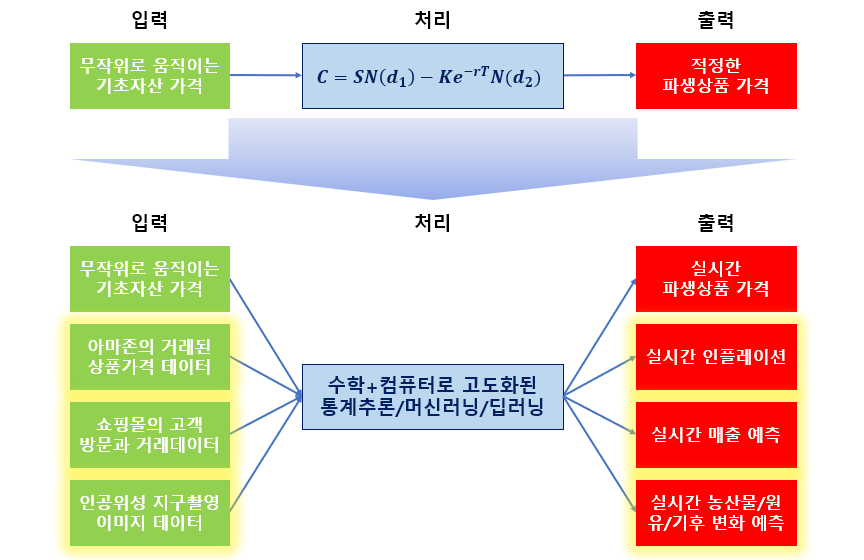 입력
처리
출력
무작위로 움직이는
기초자산 가격
C = SN(d₁) − Ke⁻ʳᵀN(d₂)
적정한
파생상품 가격
입력
처리
출력
무작위로 움직이는
기초자산 가격
아마존의 거래된
상품가격 데이터
쇼핑몰의 고객
방문과 거래데이터
인공위성 지구촬영
이미지 데이터
수학+컴퓨터로 고도화된
통계추론/머신러닝/딥러닝
실시간
파생상품 가격
실시간 인플레이션
실시간 매출 예측
실시간 농산물/원
유/기후 변화 예측